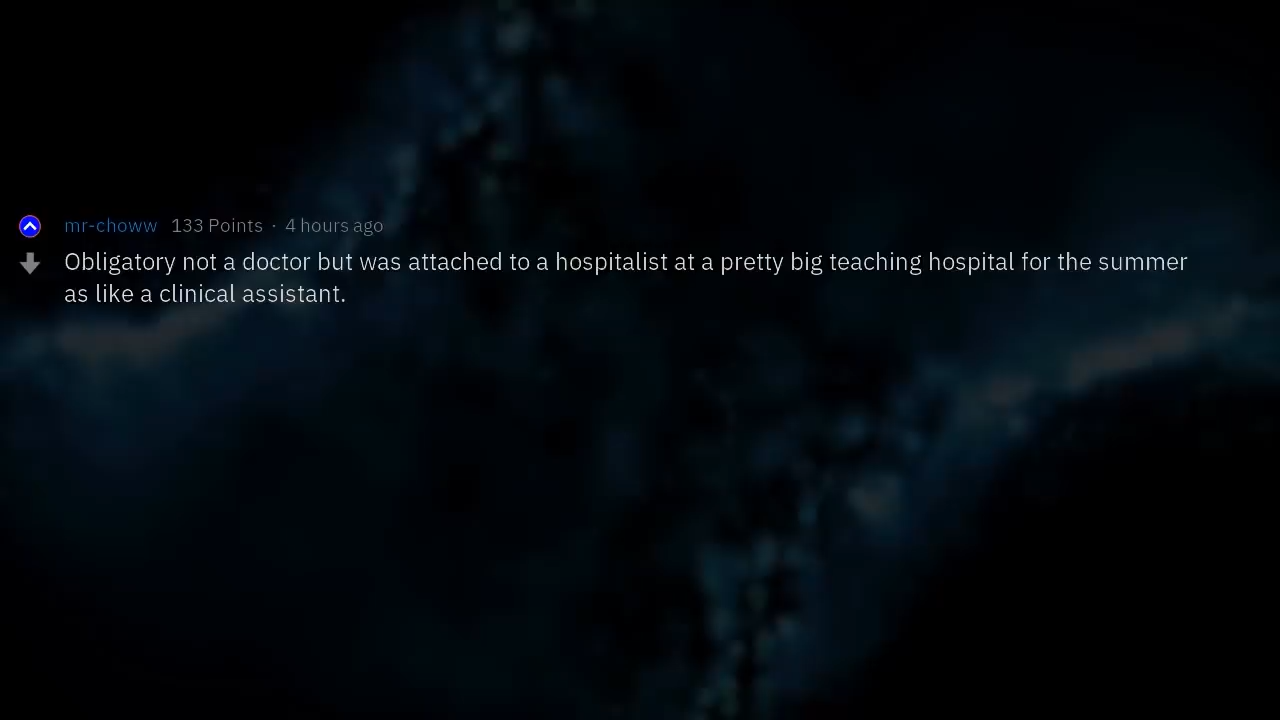 mr-choww 133 Points · 4 hours ago
Obligatory not a doctor but was attached to a hospitalist at a pretty big teaching hospital for the summer
as like a clinical assistant.